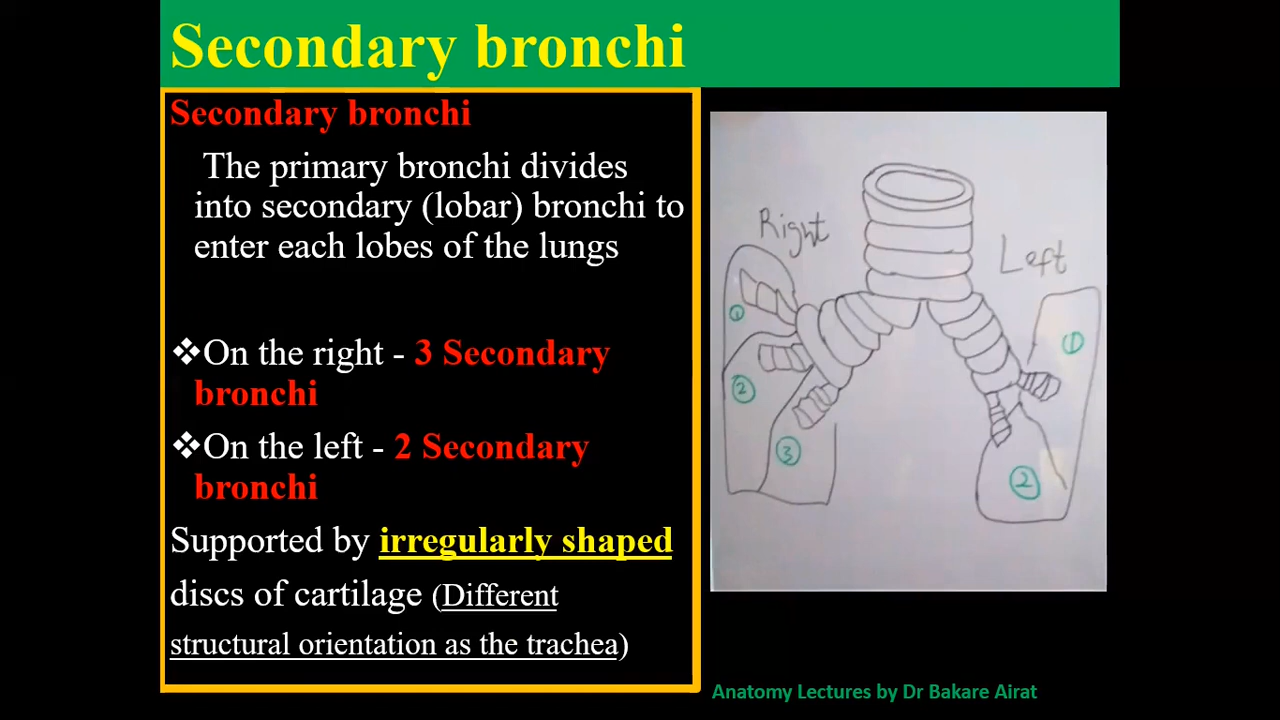 Secondary bronchi
Secondary bronchi
The primary bronchi divides
into secondary (lobar) bronchi to
enter each lobes of the lungs
❖On the right - 3 Secondary
bronchi
❖On the left - 2 Secondary
bronchi
Supported by irregularly shaped
discs of cartilage (Different
structural orientation as the trachea)
Right
Left
1
2
3
1
2
Anatomy Lectures by Dr Bakare Airat